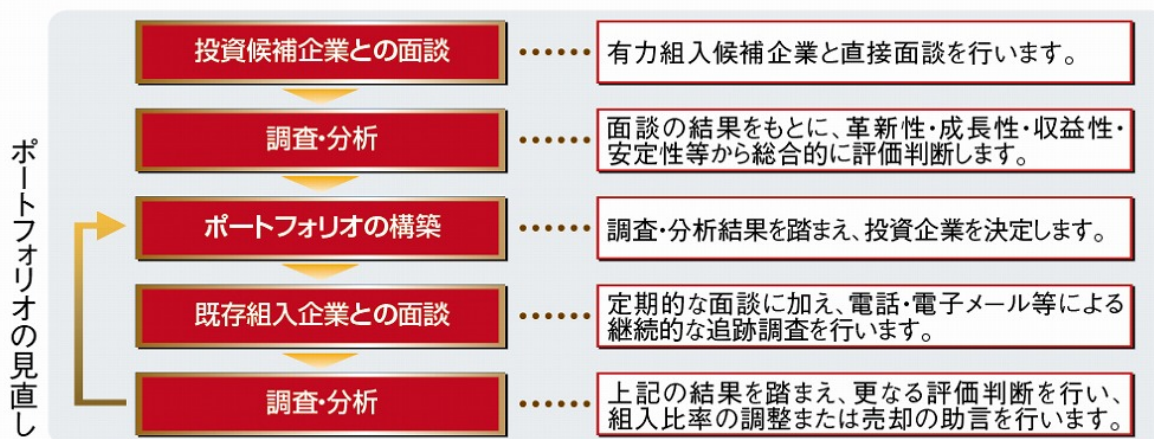 投資候補企業との面談
有力組入候補企業と直接面談を行います。
調査・分析
面談の結果をもとに、革新性・成長性・収益性・
安定性等から総合的に評価判断します。
ポートフォリオの構築
調査・分析結果を踏まえ、投資企業を決定します。
既存組入企業との面談
定期的な面談に加え、電話・電子メール等による
継続的な追跡調査を行います。
調査・分析
上記の結果を踏まえ、更なる評価判断を行い、
組入比率の調整または売却の助言を行います。
ポートフォリオの見直し